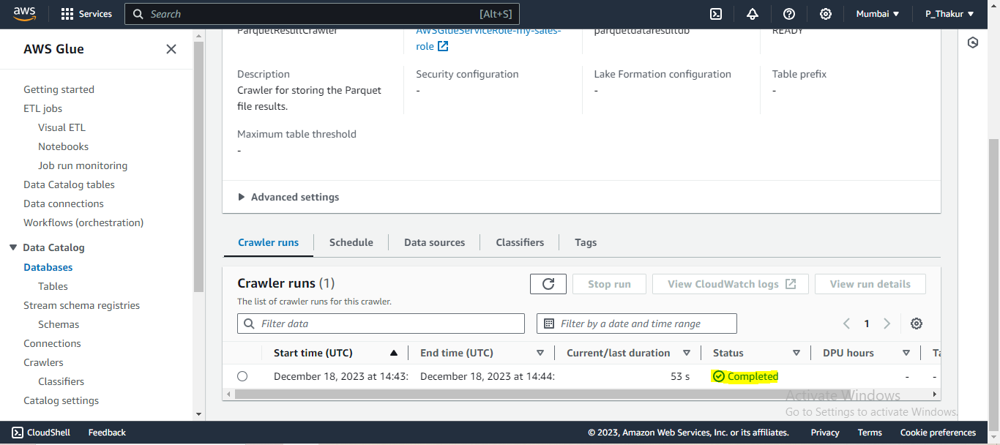 aws
Services
Search [Alt+S]
Mumbai ▼
P_Thakur ▼
AWS Glue
Getting started
ETL jobs
Visual ETL
Notebooks
Job run monitoring
Data Catalog tables
Data connections
Workflows (orchestration)
Data Catalog
Databases
Tables
Stream schema registries
Schemas
Connections
Crawlers
Classifiers
Catalog settings
ParquetResultCrawler
AWSGlueServiceRole-my-sales-
role
parquetdataresultdb
READY
Description
Crawler for storing the Parquet
file results.
Security configuration
-
Lake Formation configuration
-
Table prefix
-
Maximum table threshold
-
Advanced settings
Crawler runs
Schedule
Data sources
Classifiers
Tags
Crawler runs (1)
The list of crawler runs for this crawler.
Stop run
View CloudWatch logs
View run details
Filter data
Filter by a date and time range
1
Start time (UTC)
End time (UTC)
Current/last duration
Status
DPU hours
Ta
December 18, 2023 at 14:43:
December 18, 2023 at 14:44:
53 s
Completed
-
-
Activate Windows
Go to Settings to activate Windows.
CloudShell
Feedback
© 2023, Amazon Web Services, Inc. or its affiliates.
Privacy
Terms
Cookie preferences